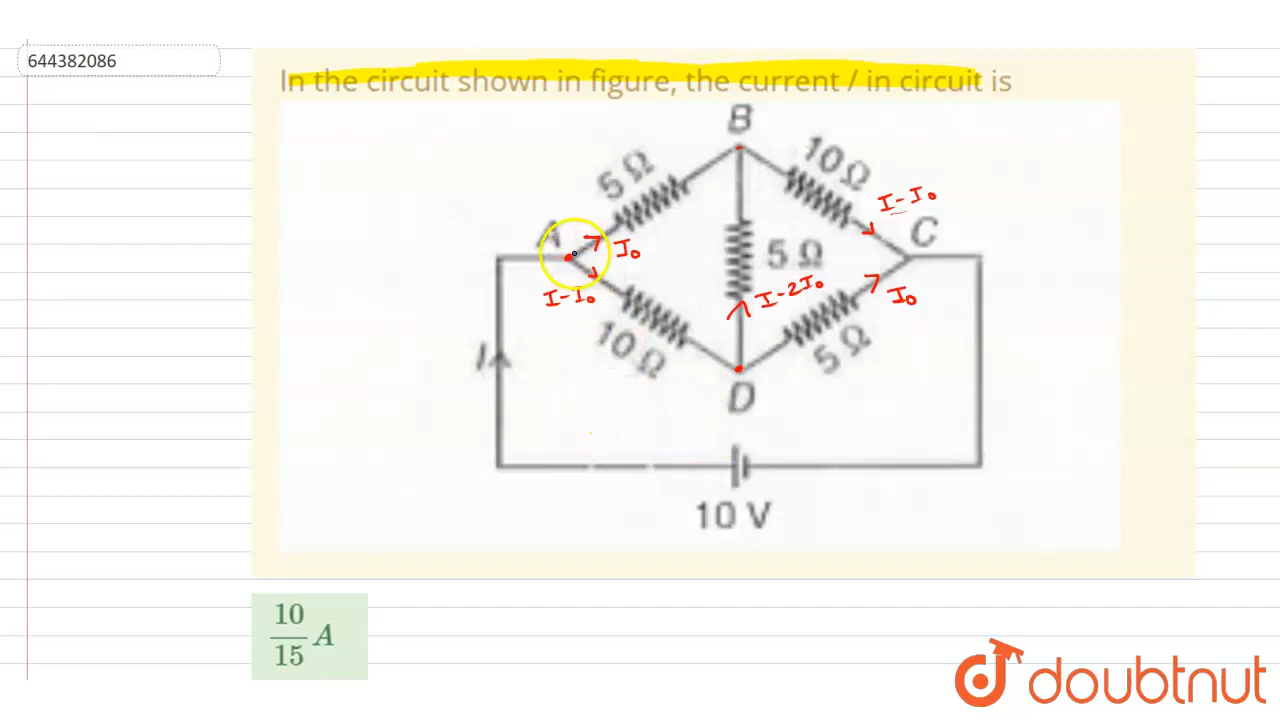 644382086
In the circuit shown in figure, the current / in circuit is
B
5 Ω
10 Ω
I-I₀
A
I₀
5 Ω
C
I-I₀
I-2I₀
I₀
I
10 Ω
5 Ω
D
10 V
10
15 A
doubtnut